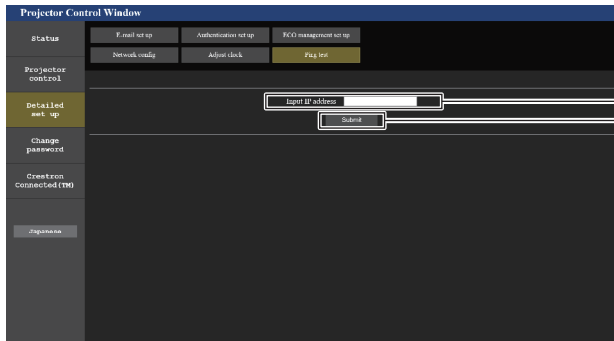 Projector Control Window
Status
E-mail set up
Authentication set up
ECO management set up
Network config
Adjust clock
Ping test
Projector
control
Detailed
set up
Input IP address
Submit
Change
password
Crestron
Connected(TM)
Japanese